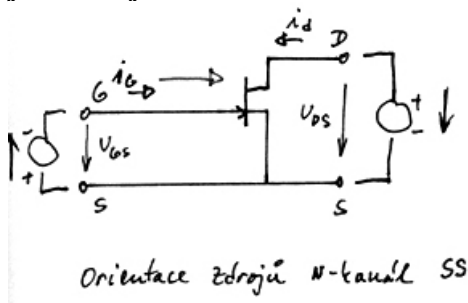 i_d D
G i_G
U_GS U_DS
S S
Orientace zdrojů N-kanál SS